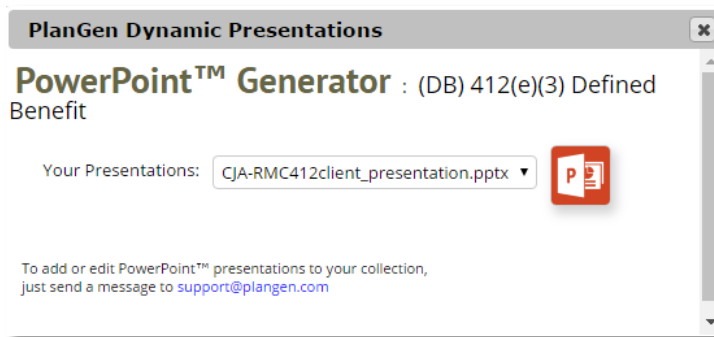 PlanGen Dynamic Presentations
PowerPoint™ Generator : (DB) 412(e)(3) Defined
Benefit
Your Presentations: CJA-RMC412client_presentation.pptx
P
To add or edit PowerPoint™ presentations to your collection,
just send a message to support@plangen.com